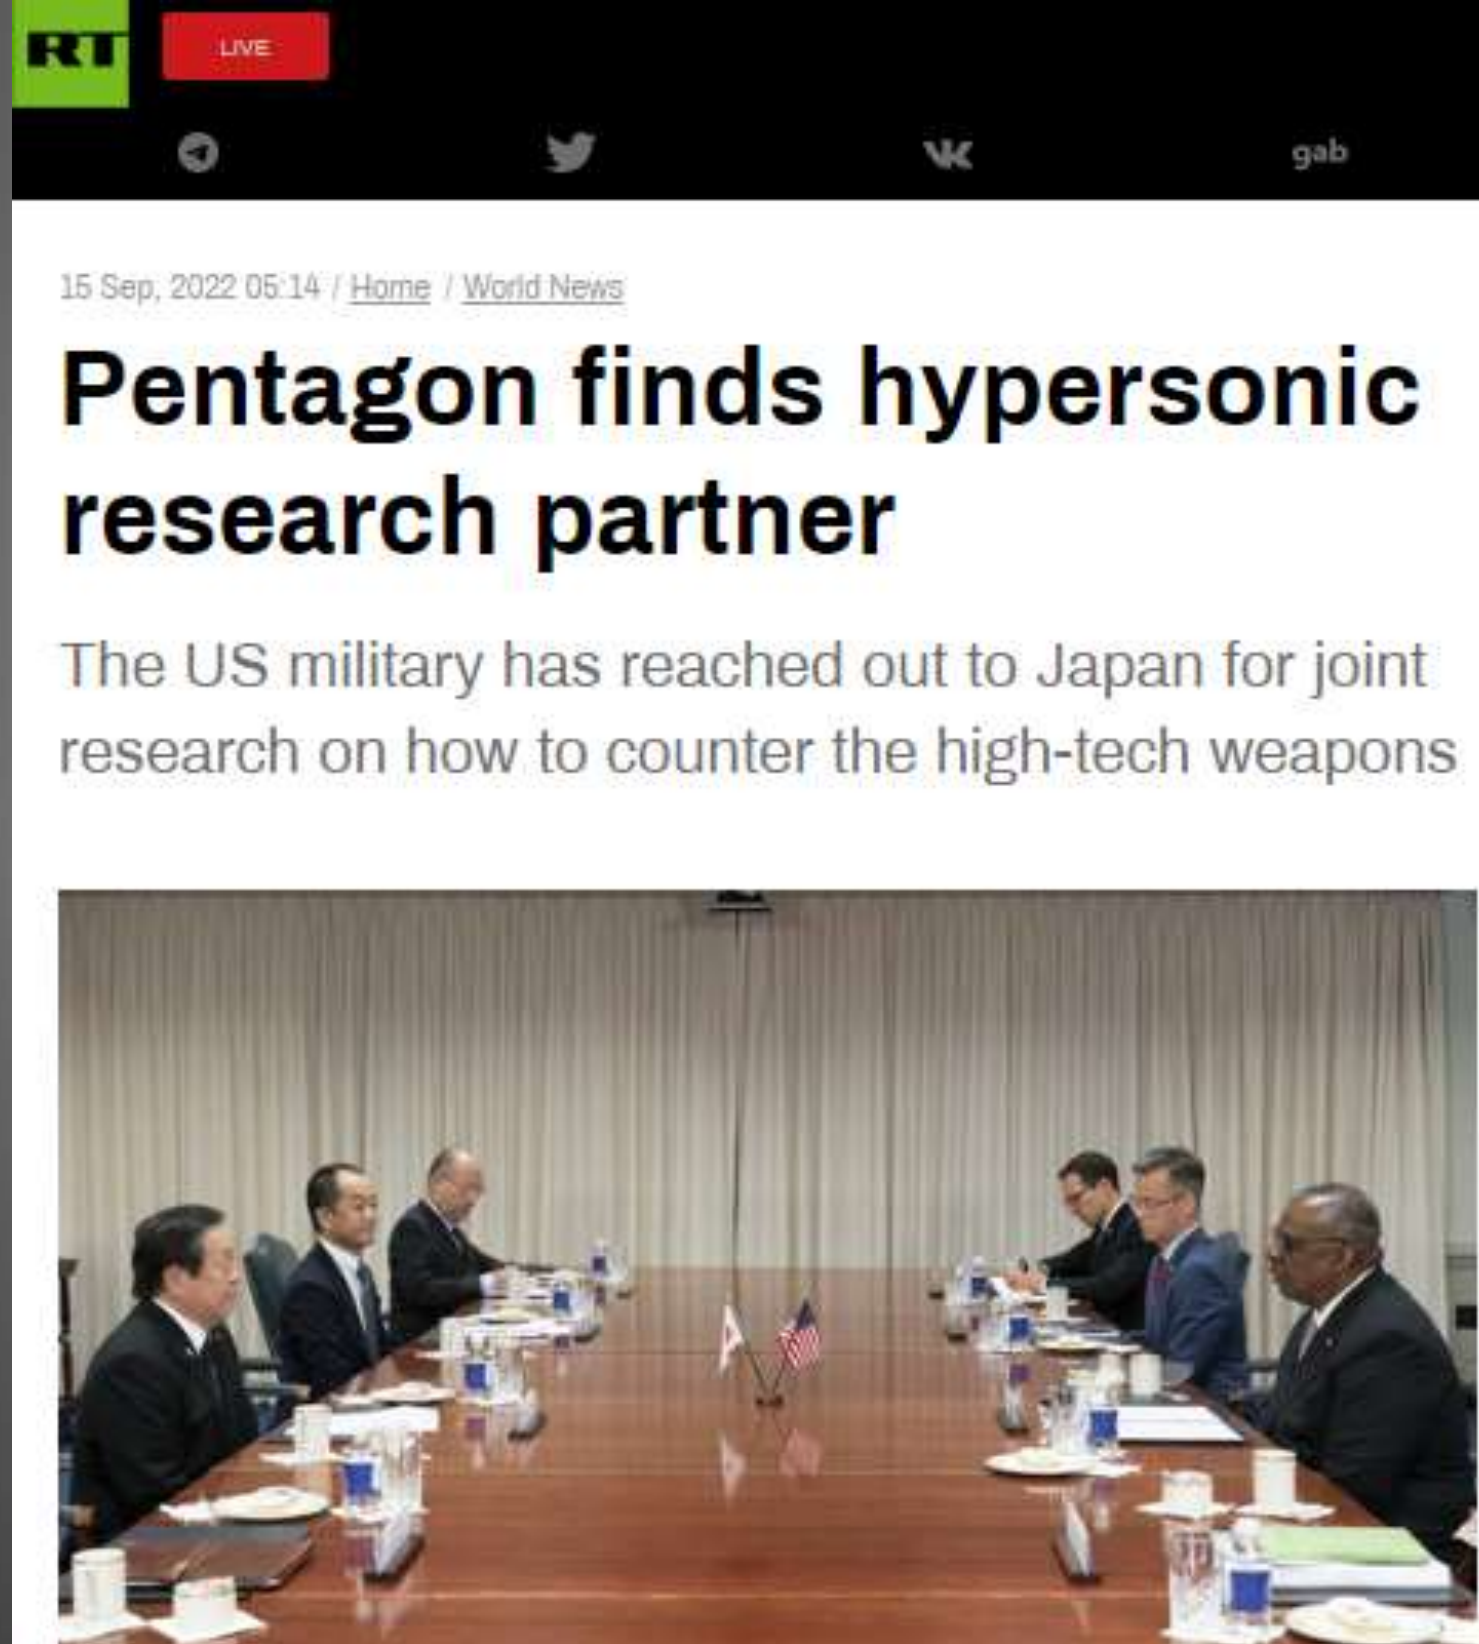 RT
LIVE
gab
15 Sep, 2022 05:14 / Home / World News
Pentagon finds hypersonic
research partner
The US military has reached out to Japan for joint
research on how to counter the high-tech weapons